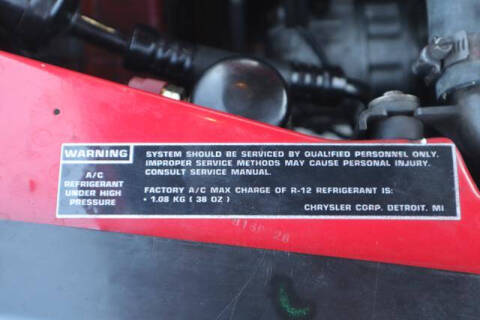 WARNING
A/C
REFRIGERANT
UNDER HIGH
PRESSURE
SYSTEM SHOULD BE SERVICED BY QUALIFIED PERSONNEL ONLY.
IMPROPER SERVICE METHODS MAY CAUSE PERSONAL INJURY.
CONSULT SERVICE MANUAL.
FACTORY A/C MAX CHARGE OF R-12 REFRIGERANT IS:
• 1.08 KG ( 38 OZ )
CHRYSLER CORP. DETROIT. MI